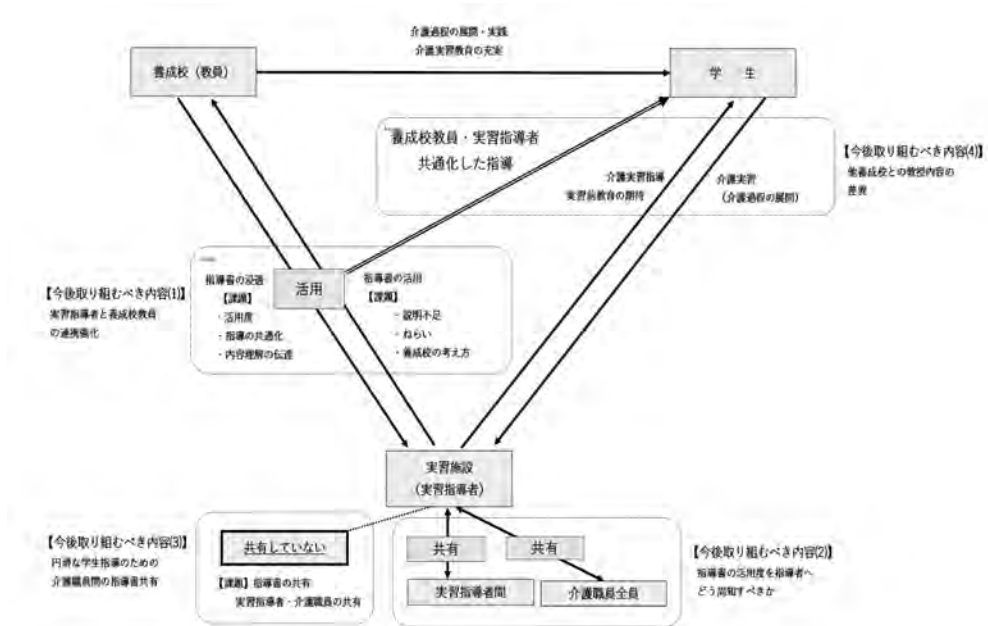 介護過程の展開・実践
介護実習教育の充実
養成校（教員）
学　生
養成校教員・実習指導者
共通化した指導
介護実習指導
実習前教育の期待
介護実習
（介護過程の展開）
【今後取り組むべき内容(4)】
他養成校との教授内容の
差異
【今後取り組むべき内容(1)】
実習指導者と養成校教員
の連携強化
指導書の浸透
【課題】
・活用度
・指導の共通化
・内容理解の伝達
活用
指導書の活用
【課題】
・説明不足
・ねらい
・養成校の考え方
実習施設
（実習指導者）
【今後取り組むべき内容(3)】
円滑な学生指導のための
介護職員間の指導書共有
共有していない
【課題】指導書の共有
実習指導者・介護職員の共有
共有
共有
実習指導者間
介護職員全員
【今後取り組むべき内容(2)】
指導書の活用度を指導者へ
どう周知すべきか